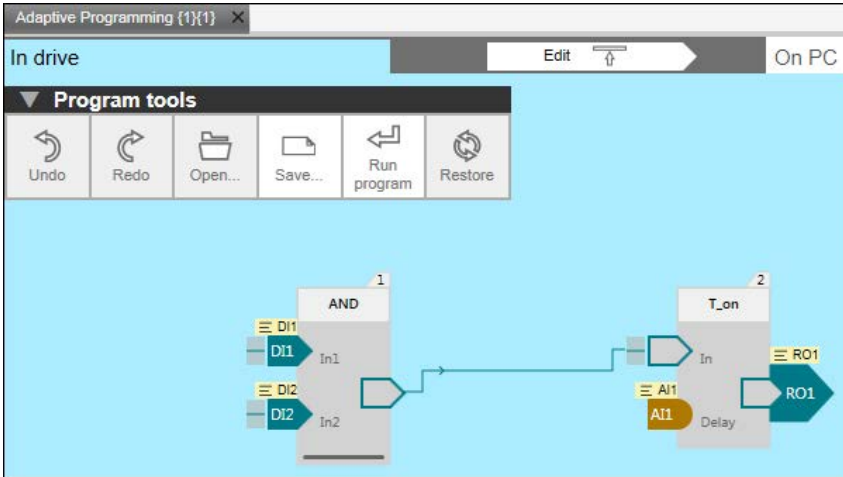 Adaptive Programming {1}{1}
In drive
Edit
On PC
Program tools
Undo
Redo
Open...
Save...
Run
program
Restore
1
AND
DI1
DI1
In1
DI2
DI2
In2
2
T_on
In
RO1
RO1
AI1
AI1
Delay